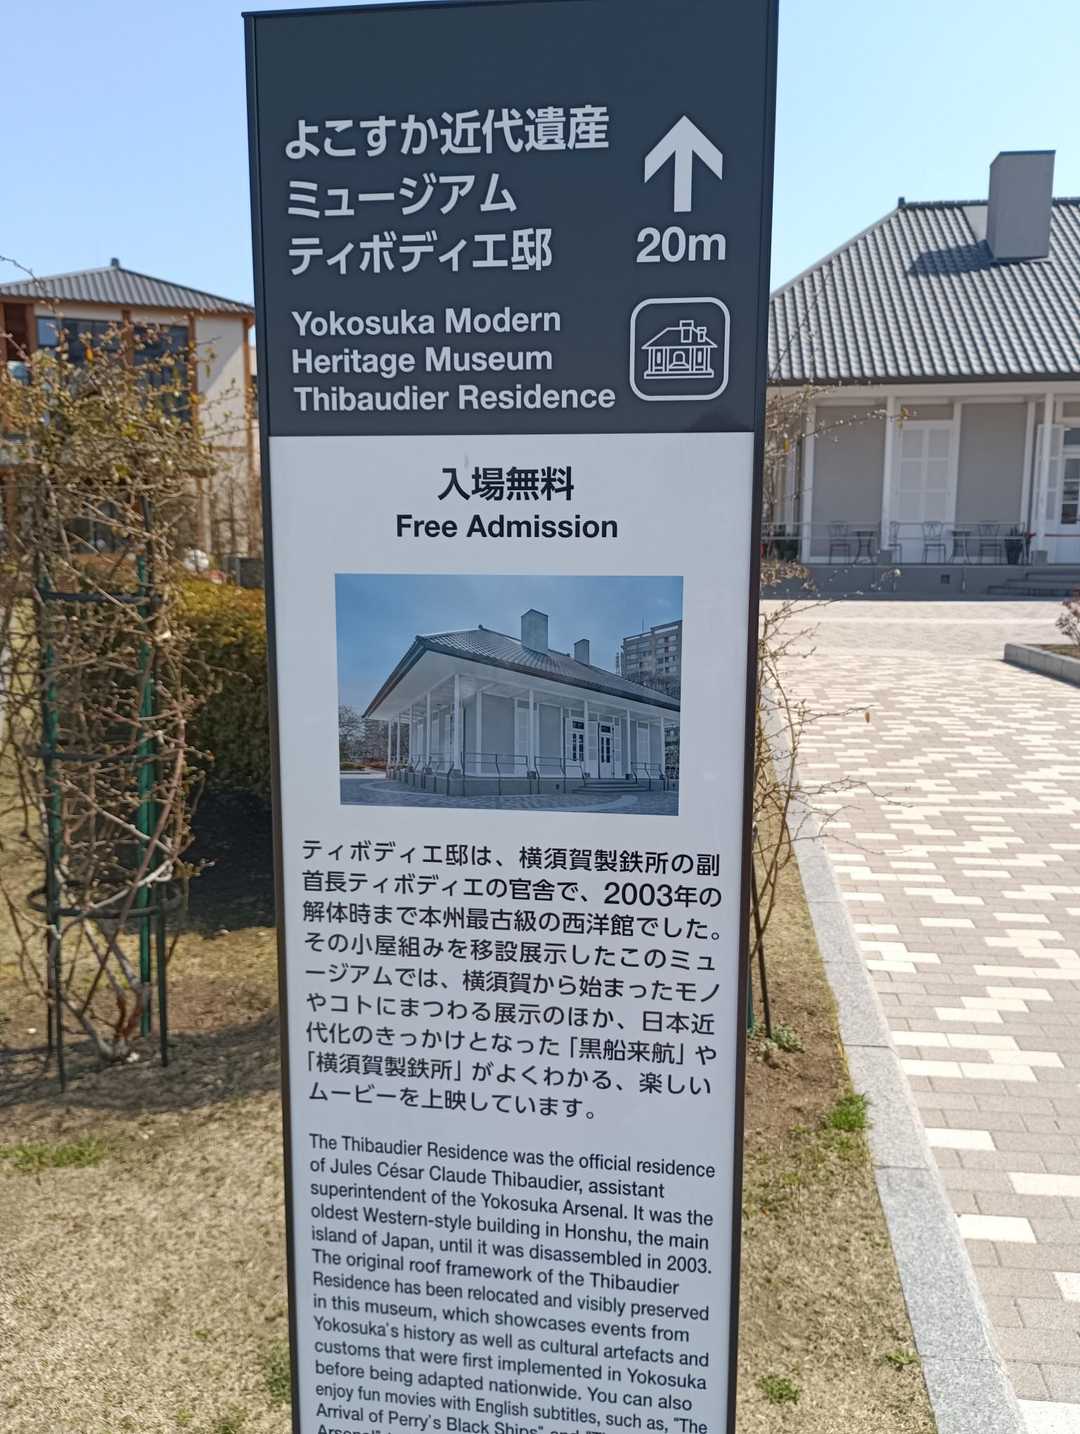 よこすか近代遺産
ミュージアム
ティボディエ邸
20m
Yokosuka Modern
Heritage Museum
Thibaudier Residence
入場無料
Free Admission
ティボディエ邸は、横須賀製鉄所の副
首長ティボディエの官舎で、2003年の
解体時まで本州最古級の西洋館でした。
その小屋組みを移設展示したこのミュ
ージアムでは、横須賀から始まったモノ
やコトにまつわる展示のほか、日本近
代化のきっかけとなった「黒船来航」や
「横須賀製鉄所」がよくわかる、楽しい
ムービーを上映しています。
The Thibaudier Residence was the official residence
of Jules César Claude Thibaudier, assistant
superintendent of the Yokosuka Arsenal. It was the
oldest Western-style building in Honshu, the main
island of Japan, until it was disassembled in 2003.
The original roof framework of the Thibaudier
Residence has been relocated and visibly preserved
in this museum, which showcases events from
Yokosuka's history as well as cultural artefacts and
customs that were first implemented in Yokosuka
before being adapted nationwide. You can also
enjoy fun movies with English subtitles, such as, "The
Arrival of Perry's Black Ships" and